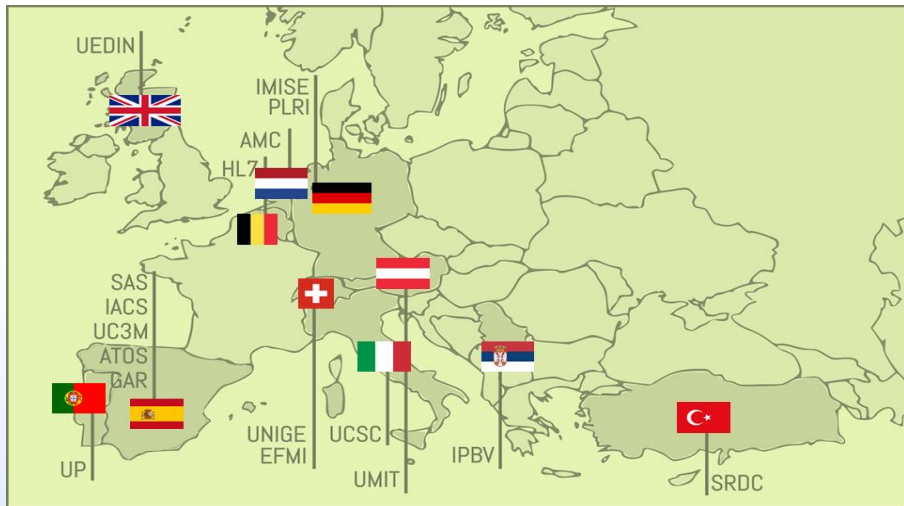 UEDIN
IMISE
PLRI
AMC
HL7
SAS
IACS
UC3M
ATOS
GAR
UP
UNIGE
EFMI
UCSC
UMIT
IPBV
SRDC